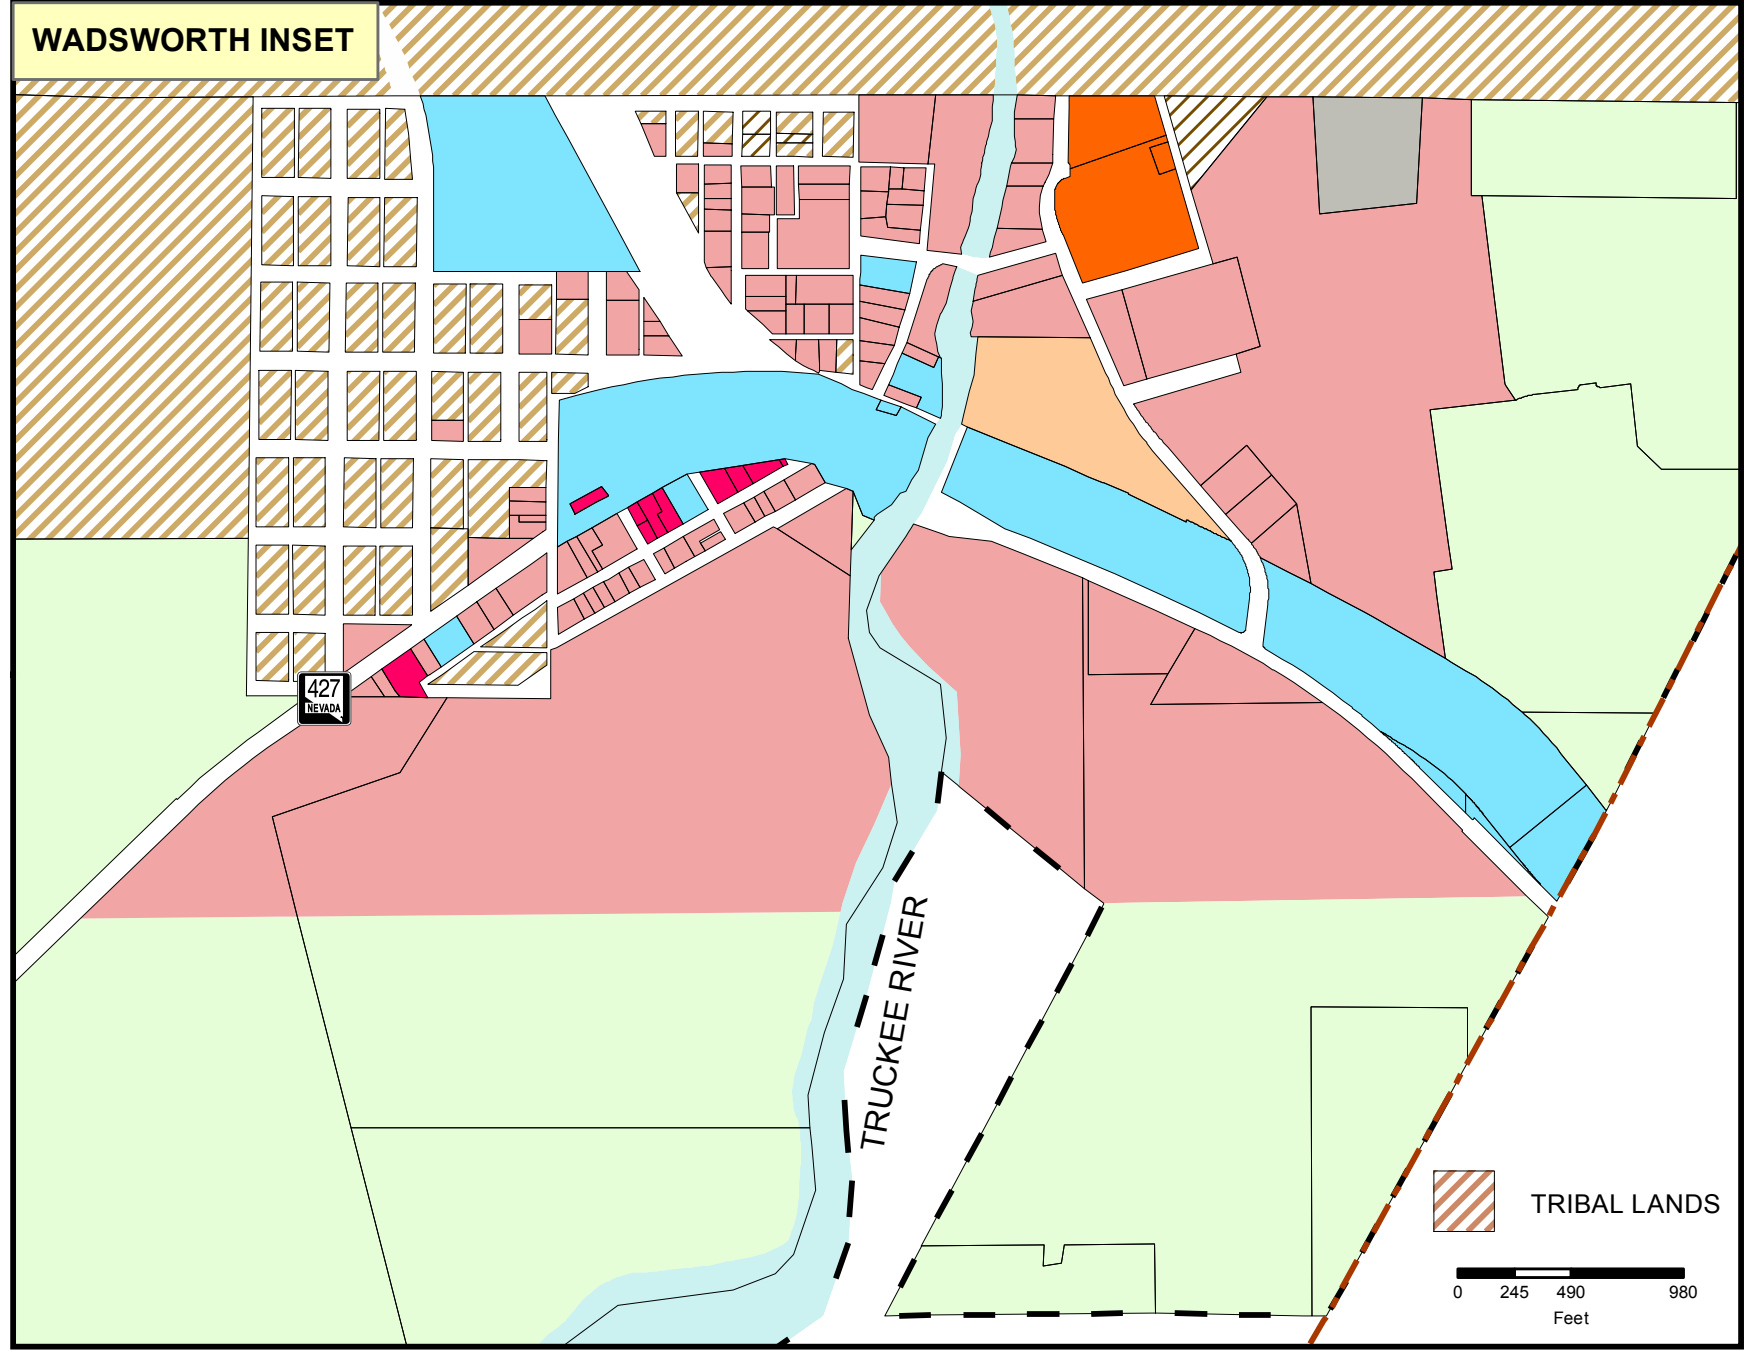 WADSWORTH INSET
427
NEVADA
TRUCKEE RIVER
TRIBAL LANDS
0 245 490 980
Feet